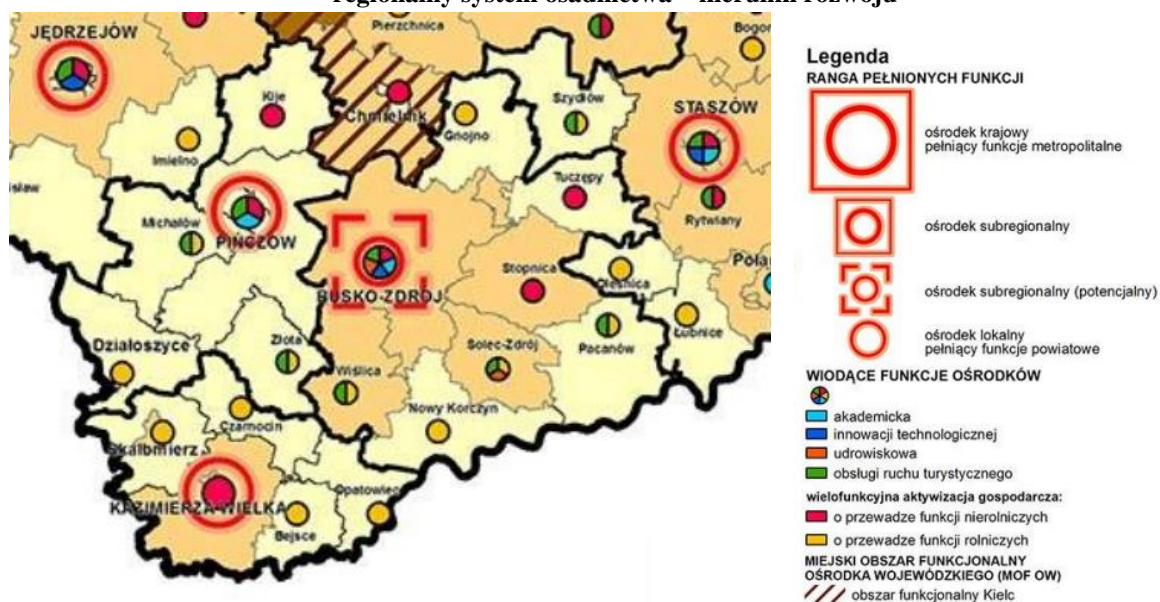 regionalny system osadnictwa – kierunki rozwoju
JĘDRZEJÓW
Pierzchnica
Kije
Chmielnik
Gnojno
Szydłów
STASZÓW
Imielno
Tuczępy
Rytwiany
Michałów
PIŃCZÓW
Stopnica
Oleśnica
BUSKO-ZDRÓJ
Łubnice
Działoszyce
Złota
Solec-Zdrój
Pacanów
Wiślica
Nowy Korczyn
Czarnocin
Skalbmierz
KAZIMIERZA WIELKA
Opatowiec
Bejsce
Legenda
RANGA PEŁNIONYCH FUNKCJI
ośrodek krajowy
pełniący funkcje metropolitalne
ośrodek subregionalny
ośrodek subregionalny (potencjalny)
ośrodek lokalny
pełniący funkcje powiatowe
WIODĄCE FUNKCJE OŚRODKÓW
akademicka
innowacji technologicznej
udrowiskowa
obsługi ruchu turystycznego
wielofunkcyjna aktywizacja gospodarcza:
o przewadze funkcji nierolniczych
o przewadze funkcji rolniczych
MIEJSKI OBSZAR FUNKCJONALNY
OŚRODKA WOJEWÓDZKIEGO (MOF OW)
obszar funkcjonalny Kielc